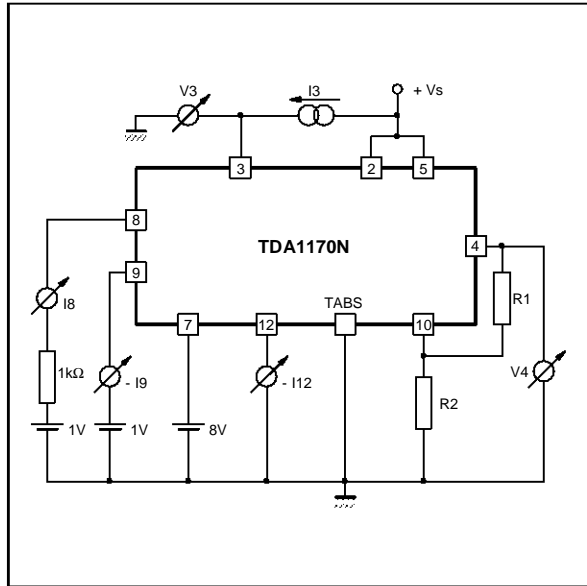 V3
I3
+ Vs
3
2
5
8
TDA1170N
4
9
I8
TABS
R1
7
12
10
1kΩ
- I9
- I12
V4
R2
1V
1V
8V